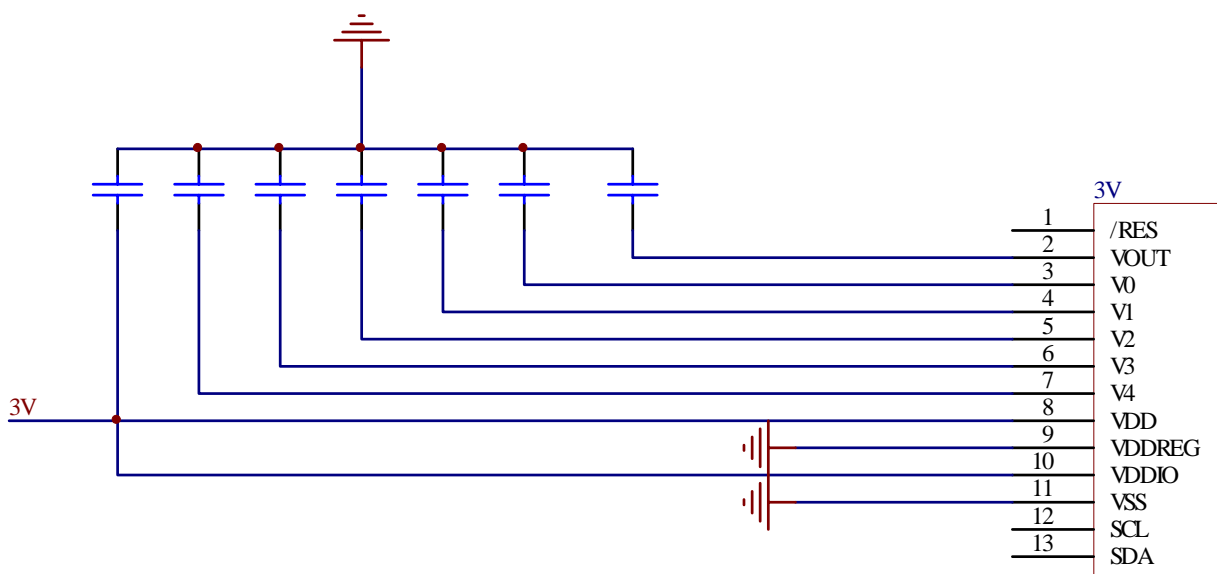 3V
1 /RES
2 VOUT
3 V0
4 V1
5 V2
6 V3
7 V4
3V
8 VDD
9 VDDREG
10 VDDIO
11 VSS
12 SCL
13 SDA